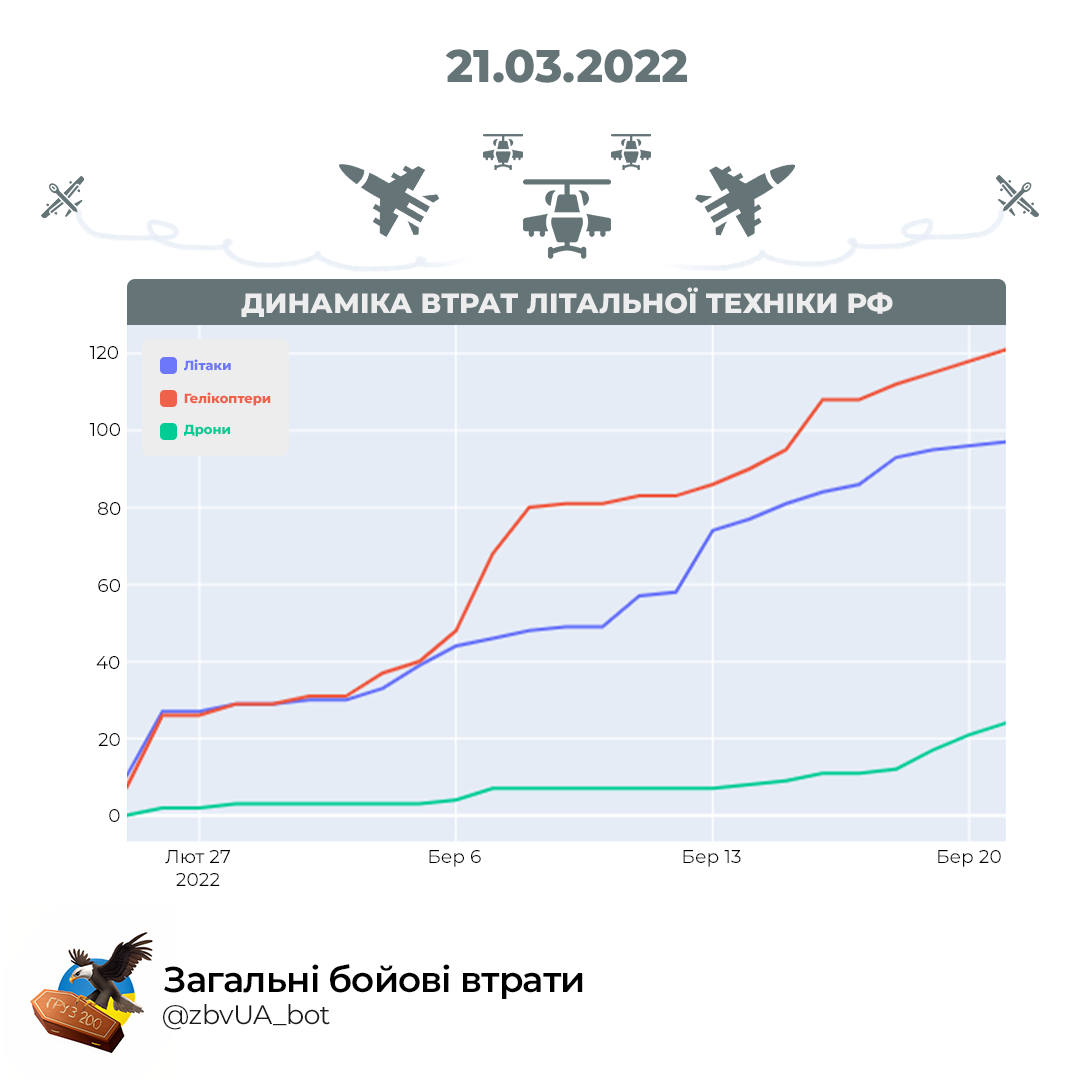 21.03.2022
ДИНАМІКА ВТРАТ ЛІТАЛЬНОЇ ТЕХНІКИ РФ
Літаки
Гелікоптери
Дрони
120
100
80
60
40
20
0
Лют 27 Бер 6 Бер 13 Бер 20
2022
ГРУЗ 200
Загальні бойові втрати
@zbvUA_bot